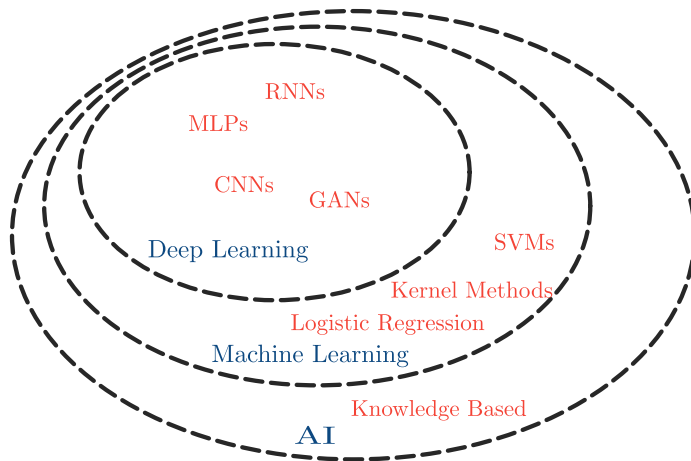 RNNs
MLPs
CNNs
GANs
Deep Learning
SVMs
Kernel Methods
Logistic Regression
Machine Learning
Knowledge Based
AI